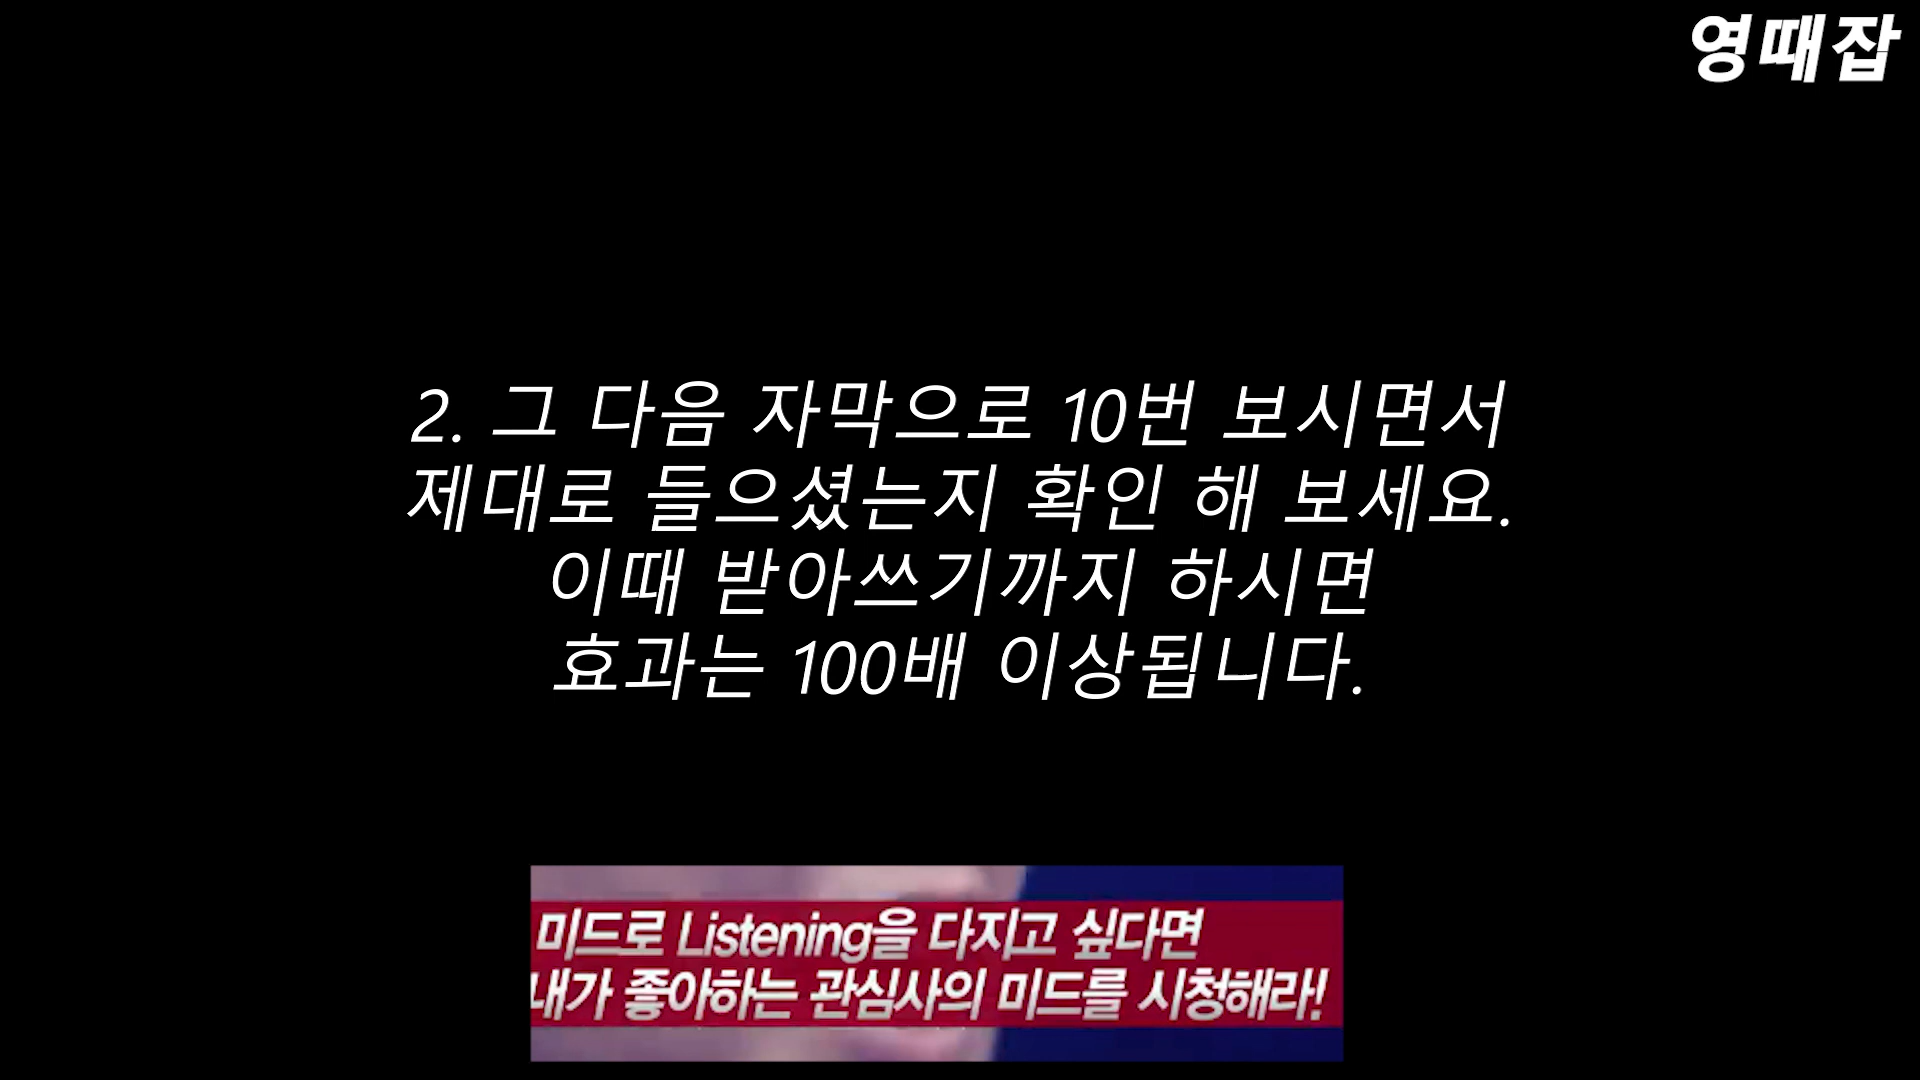 영때잡
2. 그 다음 자막으로 10번 보시면서
제대로 들으셨는지 확인 해 보세요.
이때 받아쓰기까지 하시면
효과는 100배 이상됩니다.
미드로 Listening을 다지고 싶다면
내가 좋아하는 관심사의 미드를 시청해라!